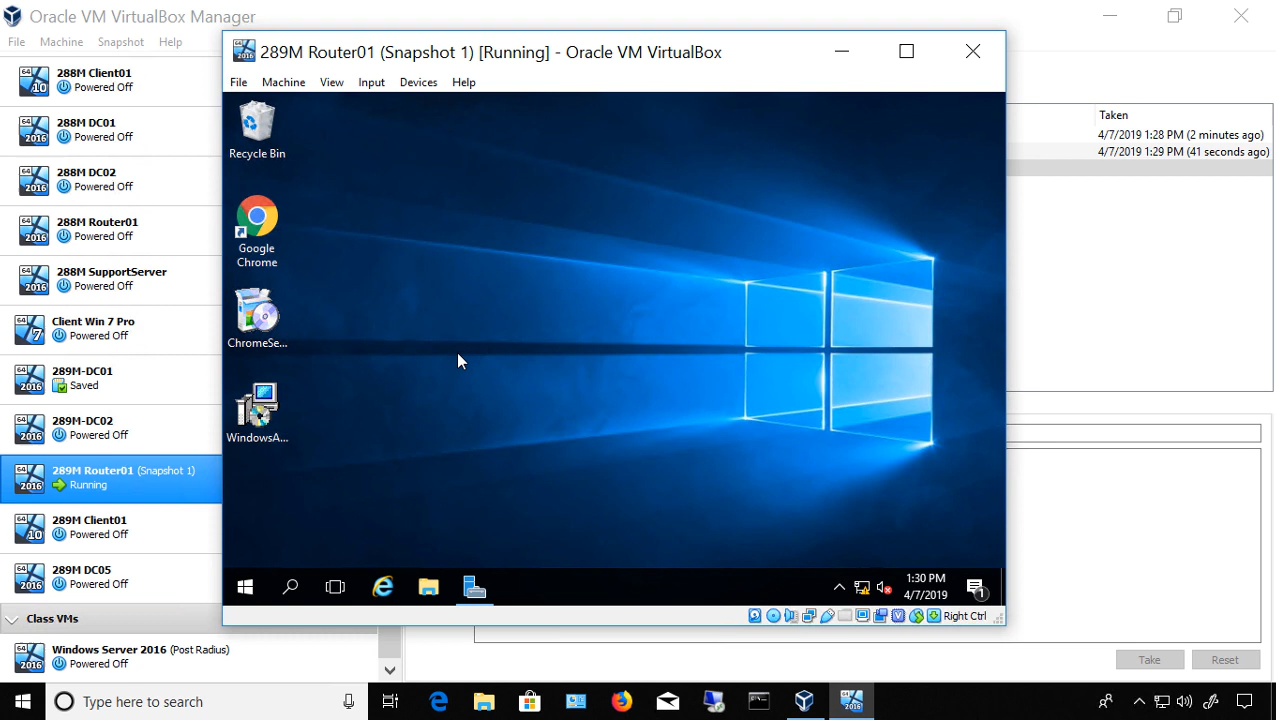 Oracle VM VirtualBox Manager
File Machine Snapshot Help
288M Client01
Powered Off
288M DC01
Powered Off
288M DC02
Powered Off
288M Router01
Powered Off
288M SupportServer
Powered Off
Client Win 7 Pro
Powered Off
289M-DC01
Saved
289M-DC02
Powered Off
289M Router01 (Snapshot 1)
Running
289M Client01
Powered Off
289M DC05
Powered Off
Class VMs
Windows Server 2016 (Post Radius)
Powered Off
289M Router01 (Snapshot 1) [Running] - Oracle VM VirtualBox
File Machine View Input Devices Help
Recycle Bin
Google
Chrome
ChromeSe...
WindowsA...
1:30 PM
4/7/2019
1
Right Ctrl
Taken
4/7/2019 1:28 PM (2 minutes ago)
4/7/2019 1:29 PM (41 seconds ago)
Take Reset
Type here to search